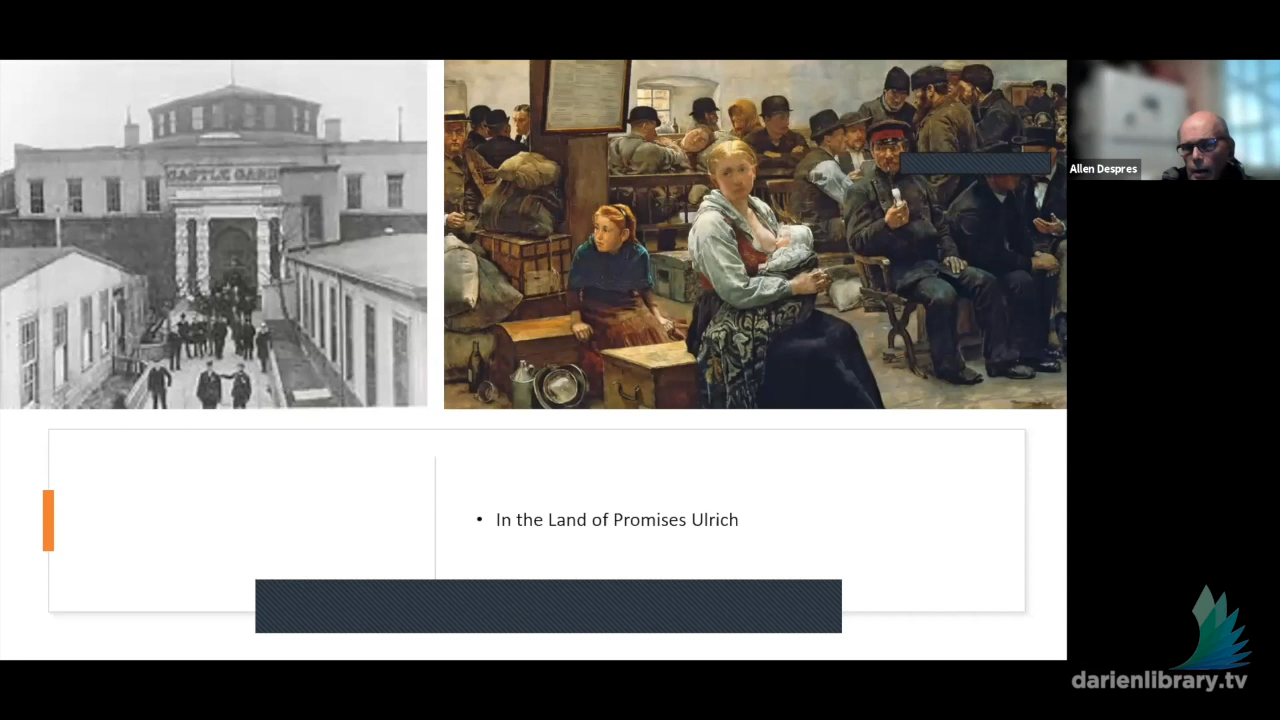 CASTLE GARD
Allen Despres
• In the Land of Promises Ulrich
darienlibrary.tv